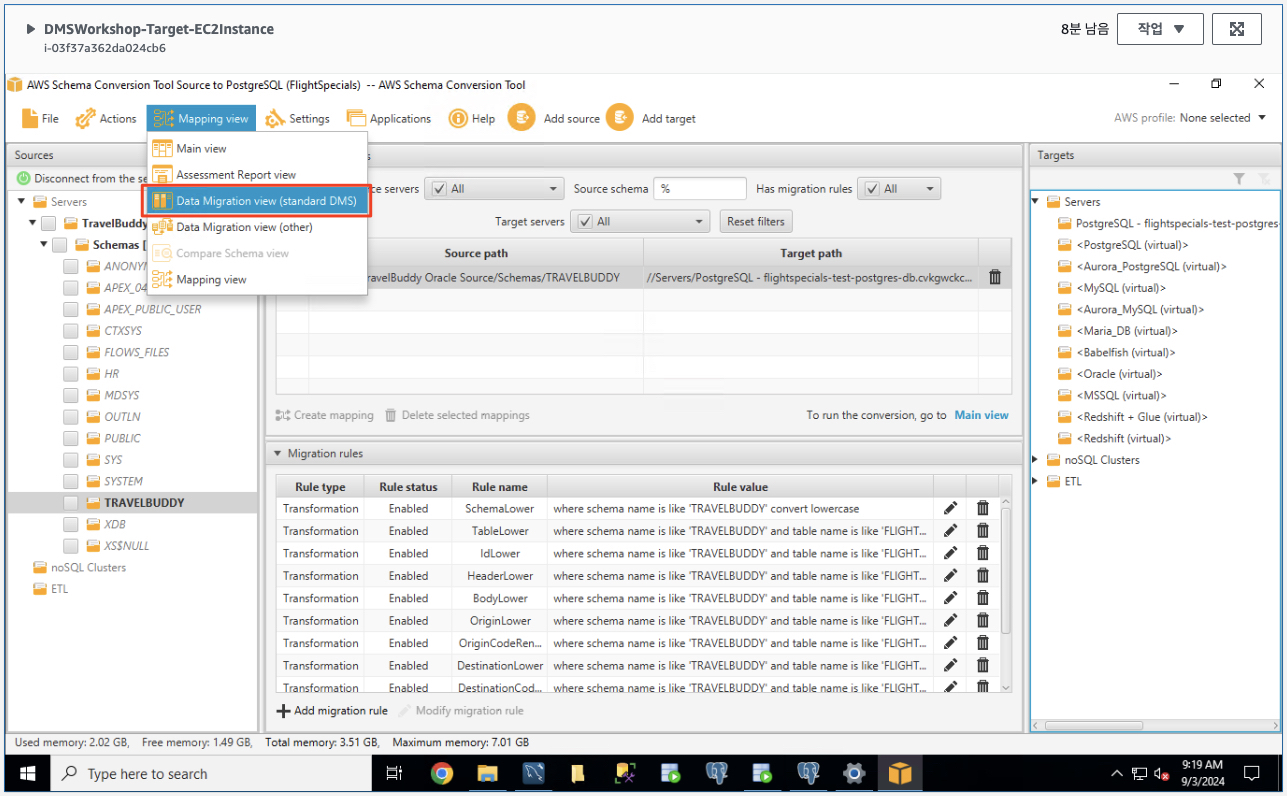 DMSWorkshop-Target-EC2Instance
i-03f37a362da024cb6
8분 남음
작업
AWS Schema Conversion Tool Source to PostgreSQL (FlightSpecials) -- AWS Schema Conversion Tool
File
Actions
Mapping view
Settings
Applications
Help
Add source
Add target
AWS profile: None selected
Sources
Disconnect from the se
Servers
TravelBuddy
Schemas [
ANONYM
APEX_04
APEX_PUBLIC_USER
CTXSYS
FLOWS_FILES
HR
MDSYS
OUTLN
PUBLIC
SYS
SYSTEM
TRAVELBUDDY
XDB
XS$NULL
noSQL Clusters
ETL
Main view
Assessment Report view
Data Migration view (standard DMS)
Data Migration view (other)
Compare Schema view
Mapping view
s
ce servers
All
Source schema
%
Has migration rules
All
Target servers
All
Reset filters
Source path
Target path
ravelBuddy Oracle Source/Schemas/TRAVELBUDDY
//Servers/PostgreSQL - flightspecials-test-postgres-db.cvkgwckc...
Create mapping
Delete selected mappings
To run the conversion, go to Main view
Migration rules
Rule type Rule status Rule name Rule value
Transformation Enabled SchemaLower where schema name is like 'TRAVELBUDDY' convert lowercase
Transformation Enabled TableLower where schema name is like 'TRAVELBUDDY' and table name is like 'FLIGHT...
Transformation Enabled IdLower where schema name is like 'TRAVELBUDDY' and table name is like 'FLIGHT...
Transformation Enabled HeaderLower where schema name is like 'TRAVELBUDDY' and table name is like 'FLIGHT...
Transformation Enabled BodyLower where schema name is like 'TRAVELBUDDY' and table name is like 'FLIGHT...
Transformation Enabled OriginLower where schema name is like 'TRAVELBUDDY' and table name is like 'FLIGHT...
Transformation Enabled OriginCodeRen... where schema name is like 'TRAVELBUDDY' and table name is like 'FLIGHT...
Transformation Enabled DestinationLower where schema name is like 'TRAVELBUDDY' and table name is like 'FLIGHT...
Transformation Enabled DestinationCod... where schema name is like 'TRAVELBUDDY' and table name is like 'FLIGHT...
Add migration rule
Modify migration rule
Targets
Servers
PostgreSQL - flightspecials-test-postgres-
<PostgreSQL (virtual)>
<Aurora_PostgreSQL (virtual)>
<MySQL (virtual)>
<Aurora_MySQL (virtual)>
<Maria_DB (virtual)>
<Babelfish (virtual)>
<Oracle (virtual)>
<MSSQL (virtual)>
<Redshift + Glue (virtual)>
<Redshift (virtual)>
noSQL Clusters
ETL
Used memory: 2.02 GB, Free memory: 1.49 GB, Total memory: 3.51 GB, Maximum memory: 7.01 GB
Type here to search
9:19 AM
9/3/2024